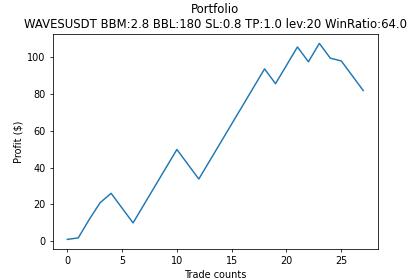 Portfolio
WAVESUSDT BBM:2.8 BBL:180 SL:0.8 TP:1.0 lev:20 WinRatio:64.0
100
80
60
40
20
0
Profit ($)
0 5 10 15 20 25
Trade counts